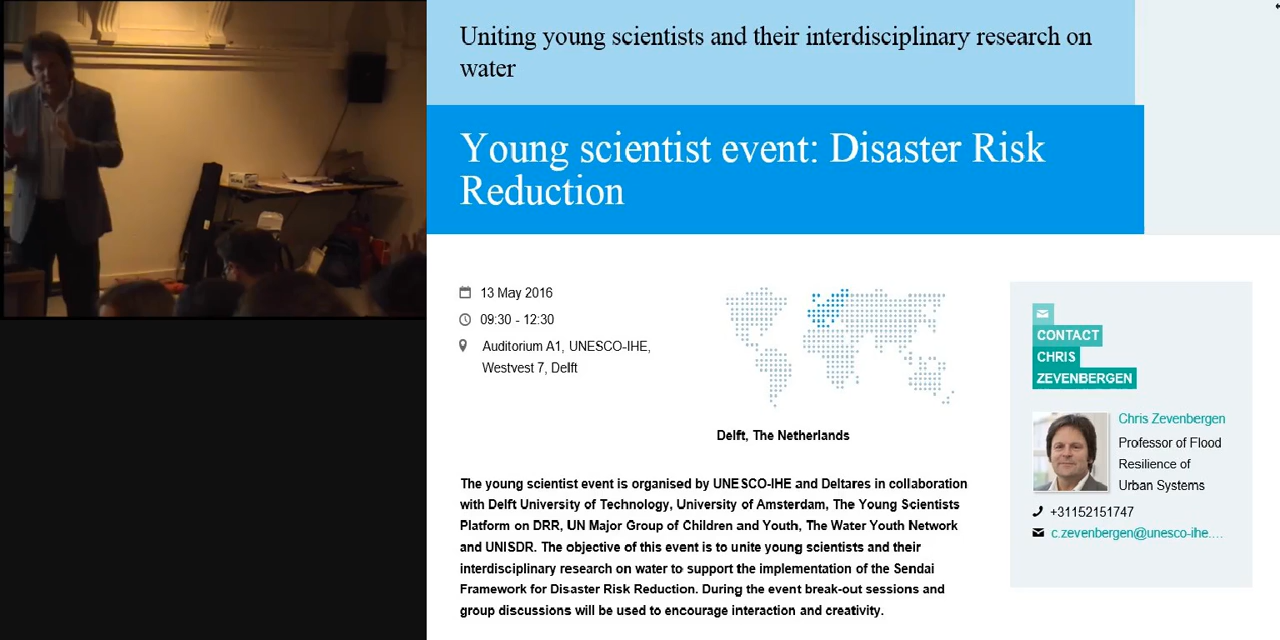 Uniting young scientists and their interdisciplinary research on
water
Young scientist event: Disaster Risk
Reduction
13 May 2016
09:30 - 12:30
Auditorium A1, UNESCO-IHE,
Westvest 7, Delft
Delft, The Netherlands
The young scientist event is organised by UNESCO-IHE and Deltares in collaboration
with Delft University of Technology, University of Amsterdam, The Young Scientists
Platform on DRR, UN Major Group of Children and Youth, The Water Youth Network
and UNISDR. The objective of this event is to unite young scientists and their
interdisciplinary research on water to support the implementation of the Sendai
Framework for Disaster Risk Reduction. During the event break-out sessions and
group discussions will be used to encourage interaction and creativity.
CONTACT
CHRIS
ZEVENBERGEN
Chris Zevenbergen
Professor of Flood
Resilience of
Urban Systems
+31152151747
c.zevenbergen@unesco-ihe....